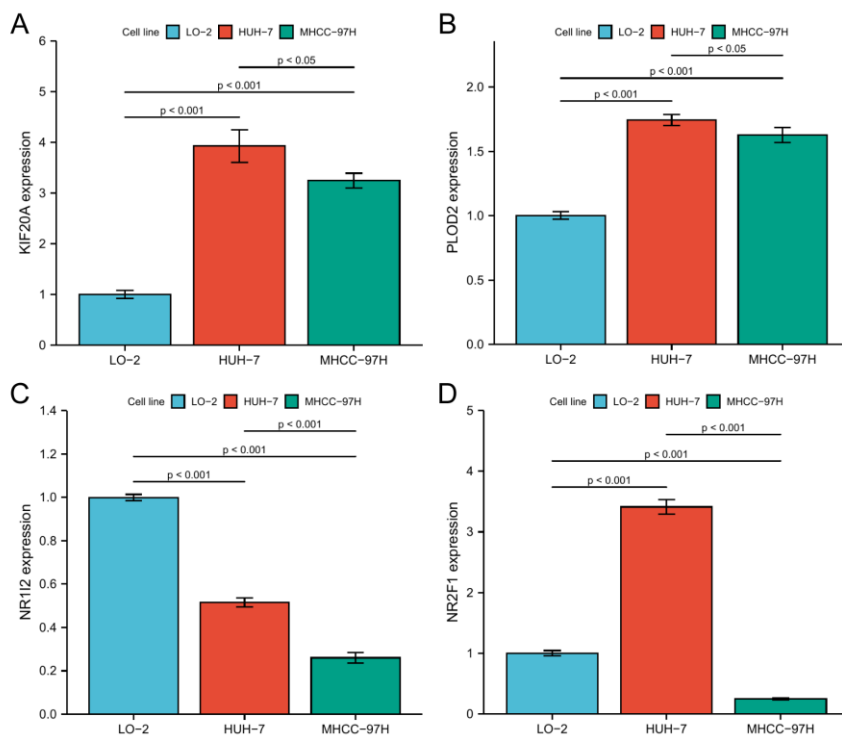 A
Cell line LO-2 HUH-7 MHCC-97H
KIF20A expression
6
5
4
3
2
1
0
p < 0.05
p < 0.001
p < 0.001
LO-2 HUH-7 MHCC-97H
B
Cell line LO-2 HUH-7 MHCC-97H
PLOD2 expression
2.0
1.5
1.0
0.5
0.0
p < 0.05
p < 0.001
p < 0.001
LO-2 HUH-7 MHCC-97H
C
Cell line LO-2 HUH-7 MHCC-97H
NR1I2 expression
1.4
1.2
1.0
0.8
0.6
0.4
0.2
0.0
p < 0.001
p < 0.001
p < 0.001
LO-2 HUH-7 MHCC-97H
D
Cell line LO-2 HUH-7 MHCC-97H
NR2F1 expression
5
4
3
2
1
0
p < 0.001
p < 0.001
p < 0.001
LO-2 HUH-7 MHCC-97H